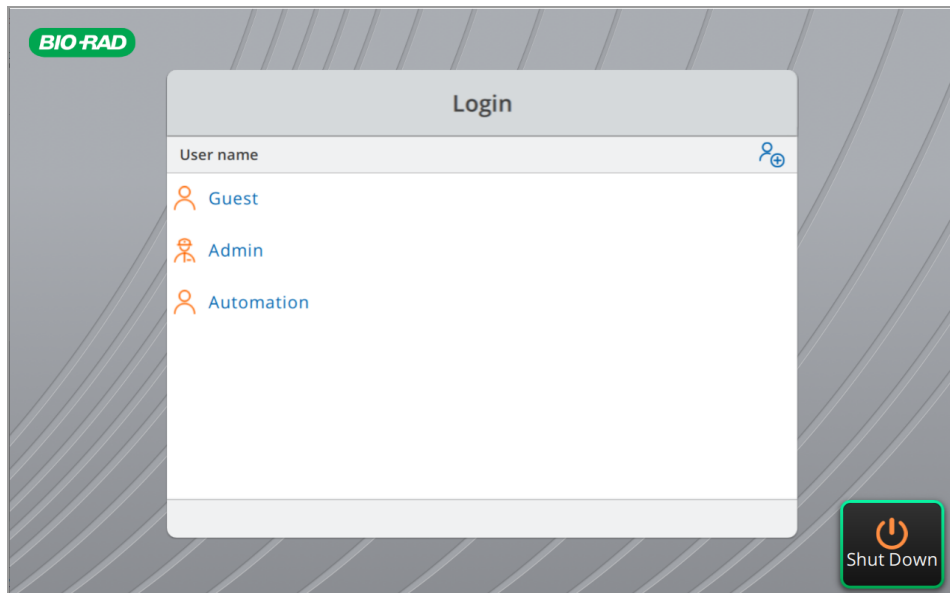 BIO-RAD
Login
User name
Guest
Admin
Automation
Shut Down